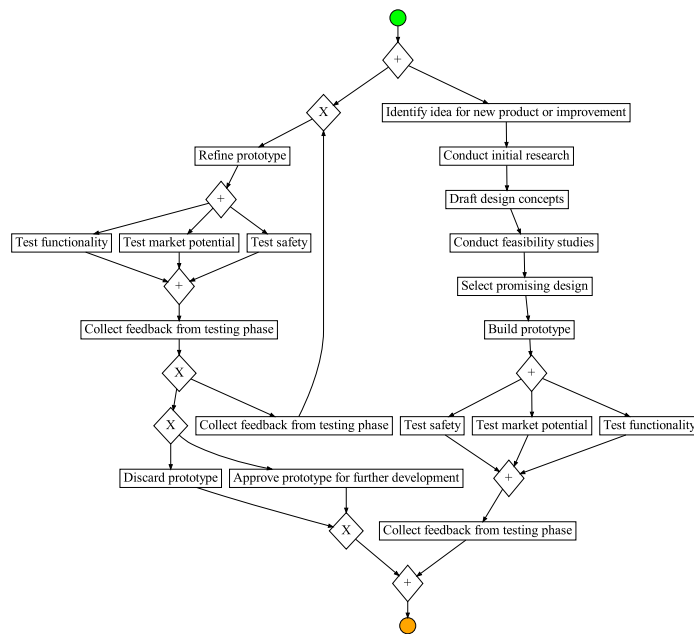 +
X
Identify idea for new product or improvement
Refine prototype
Conduct initial research
+
Draft design concepts
Test functionality
Test market potential
Test safety
Conduct feasibility studies
+
Select promising design
Collect feedback from testing phase
Build prototype
X
+
X
Collect feedback from testing phase
Test safety
Test market potential
Test functionality
Discard prototype
Approve prototype for further development
+
X
Collect feedback from testing phase
+